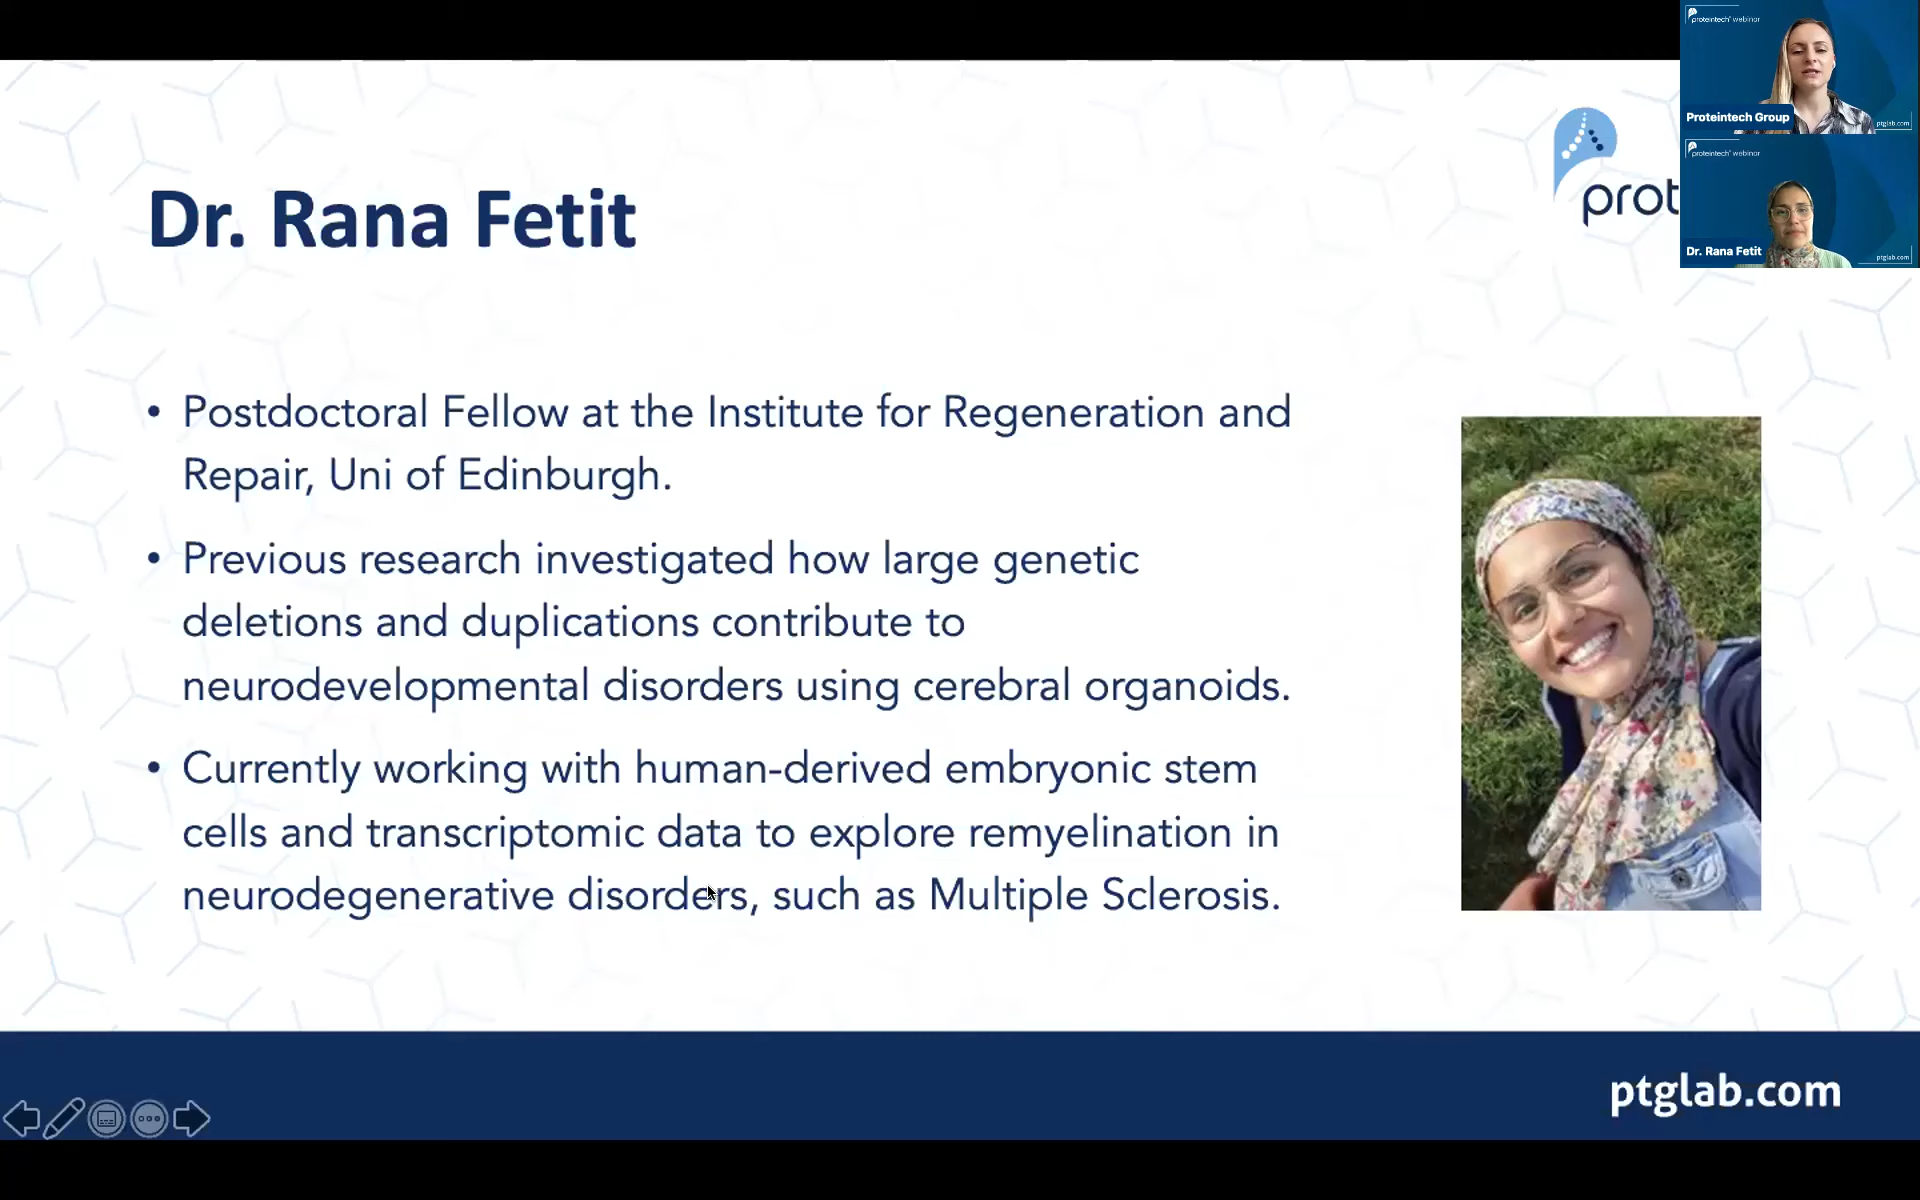 proteintech® webinar
Proteintech Group
ptglab.com
proteintech® webinar
Dr. Rana Fetit
ptglab.com
prot
Dr. Rana Fetit
• Postdoctoral Fellow at the Institute for Regeneration and
Repair, Uni of Edinburgh.
• Previous research investigated how large genetic
deletions and duplications contribute to
neurodevelopmental disorders using cerebral organoids.
• Currently working with human-derived embryonic stem
cells and transcriptomic data to explore remyelination in
neurodegenerative disorders, such as Multiple Sclerosis.
ptglab.com